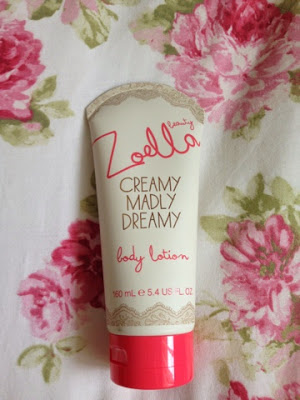 Zoella
beauty
CREAMY
MADLY
DREAMY
body lotion
160 mL e 5.4 US FL OZ